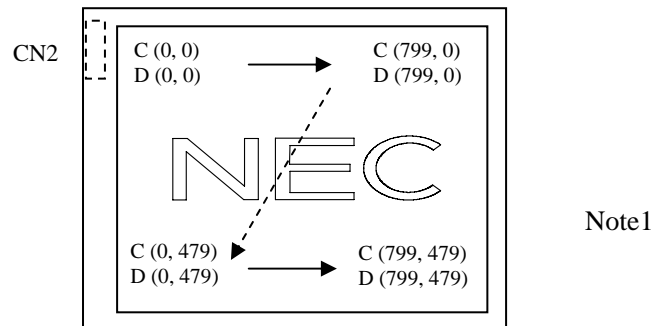 CN2
C (0, 0)
D (0, 0)
C (799, 0)
D (799, 0)
NEC
Note1
C (0, 479)
D (0, 479)
C (799, 479)
D (799, 479)